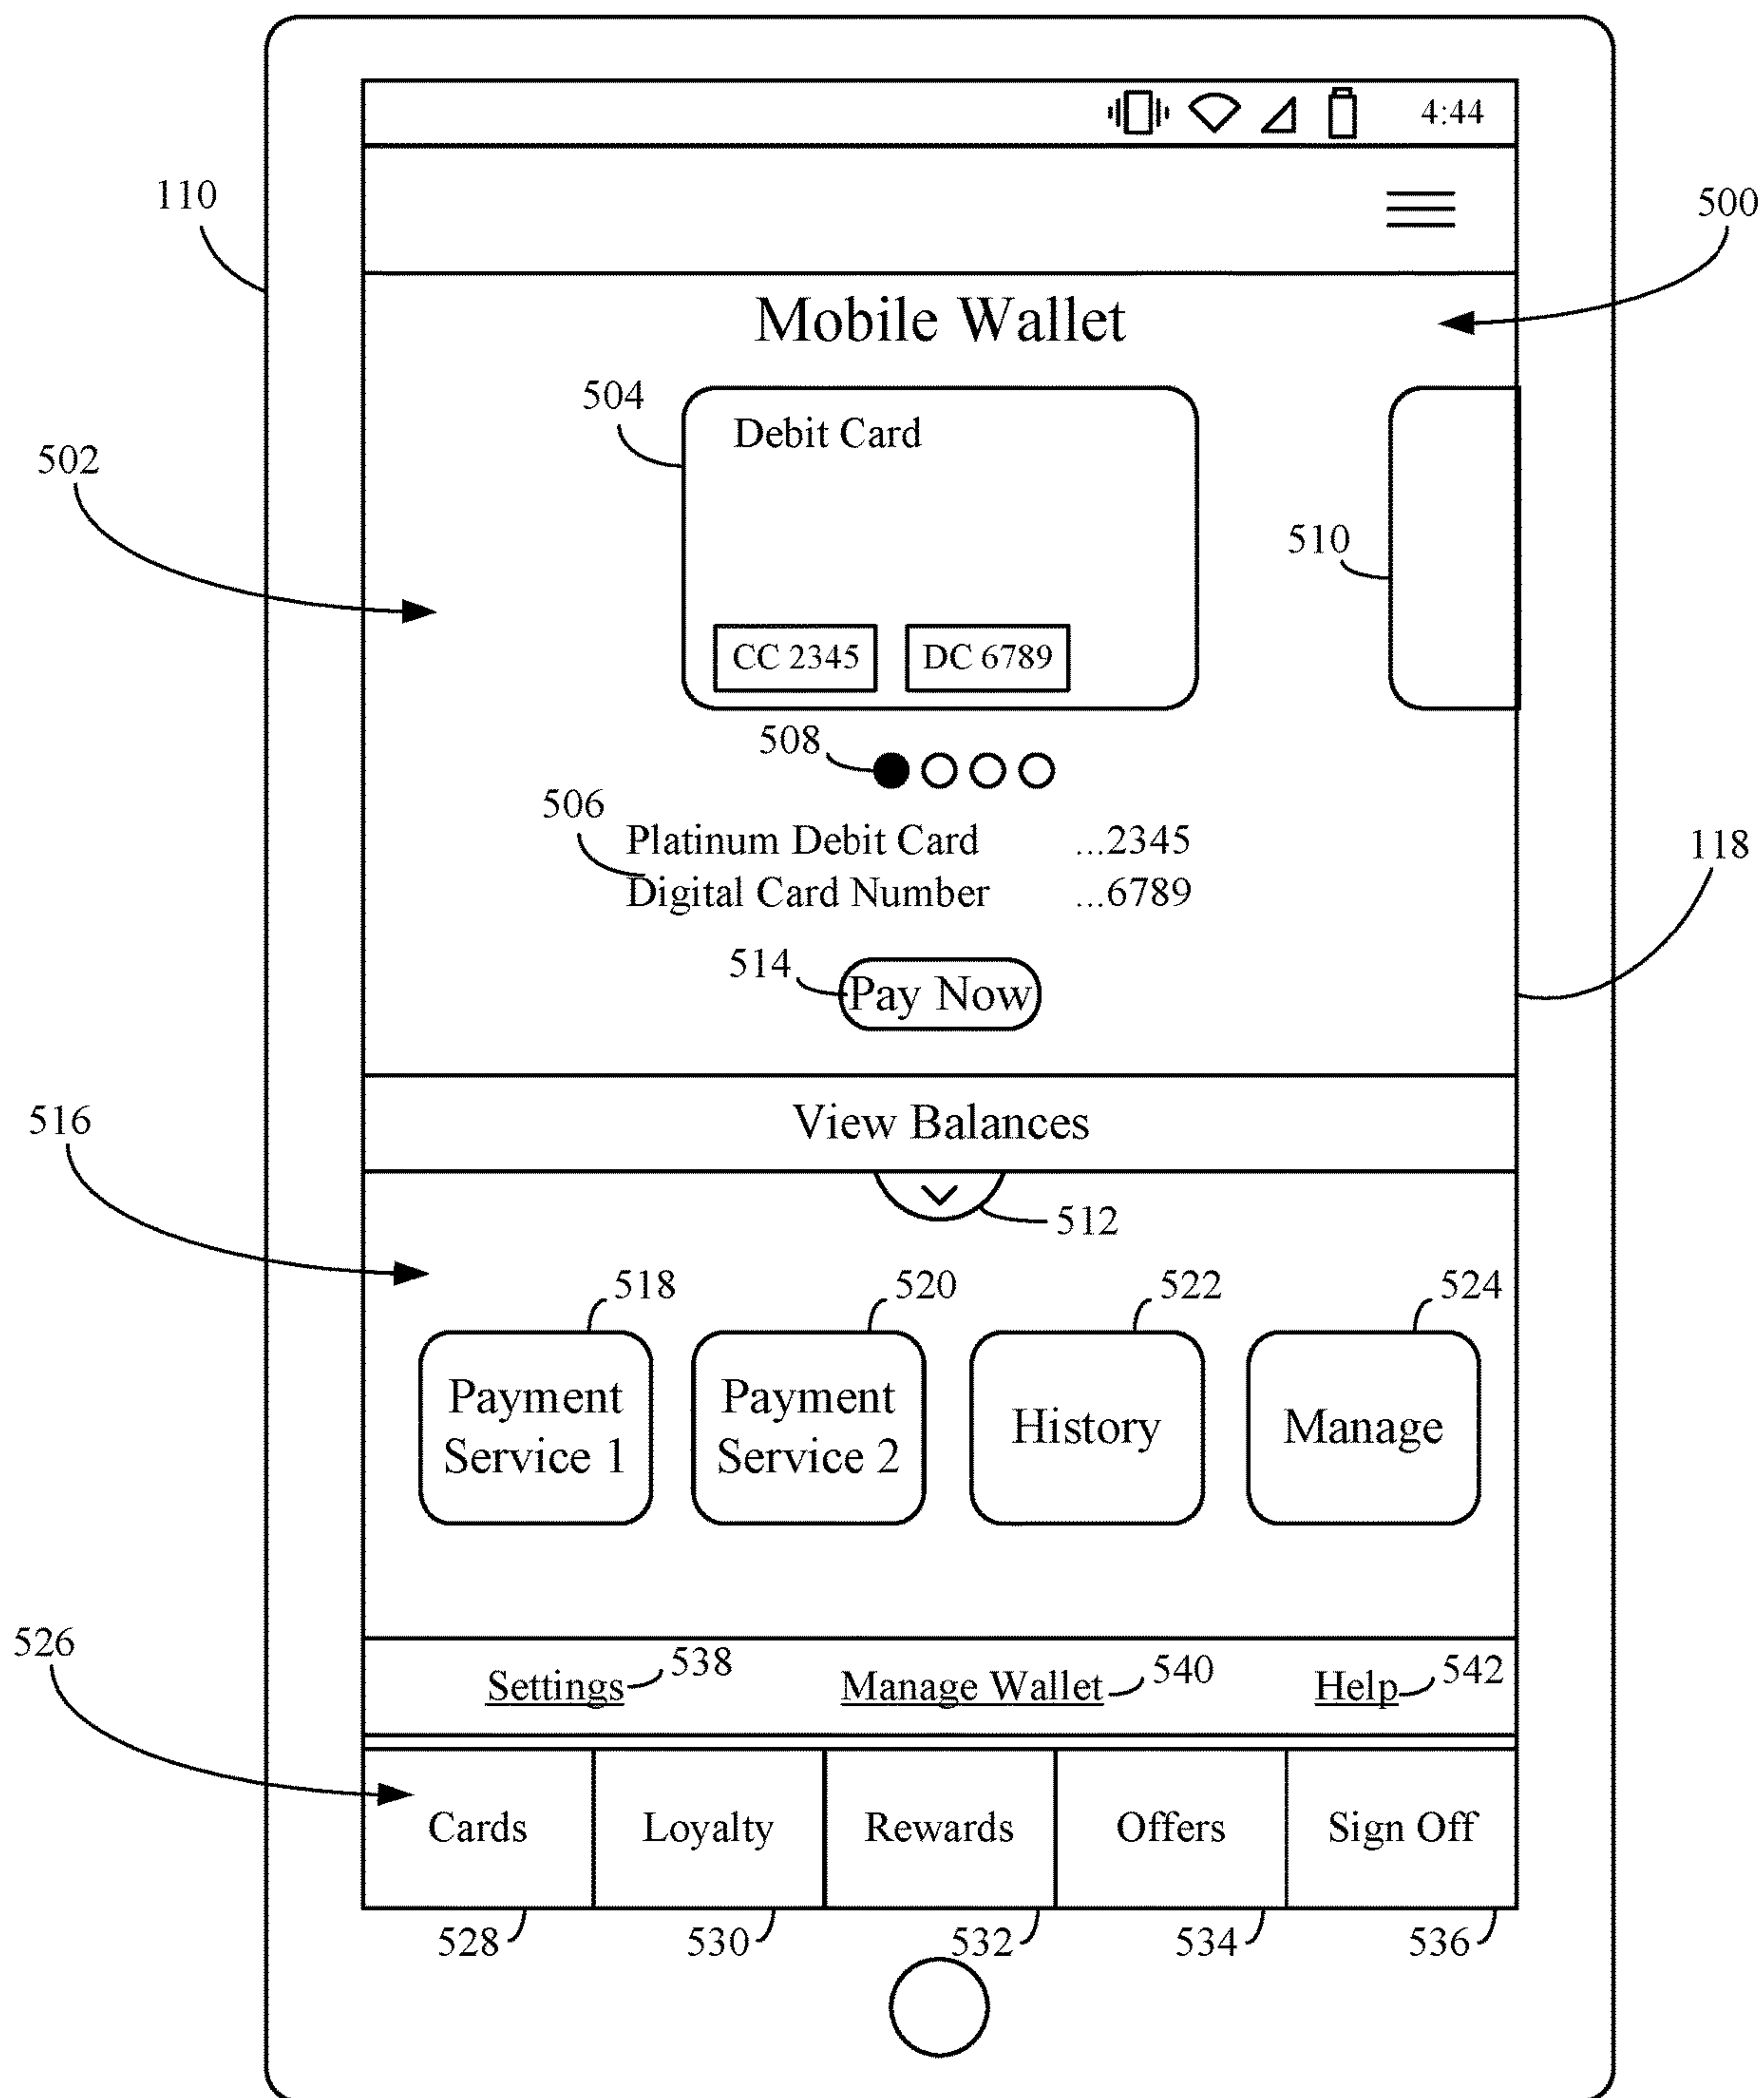 4:44
110
500
Mobile Wallet
504
Debit Card
502
510
CC 2345 DC 6789
508
506
Platinum Debit Card ...2345
118
Digital Card Number ...6789
514
Pay Now
516
View Balances
512
518 520 522 524
Payment Service 1
Payment Service 2
History
Manage
526
Settings 538 Manage Wallet 540 Help 542
Cards Loyalty Rewards Offers Sign Off
528 530 532 534 536